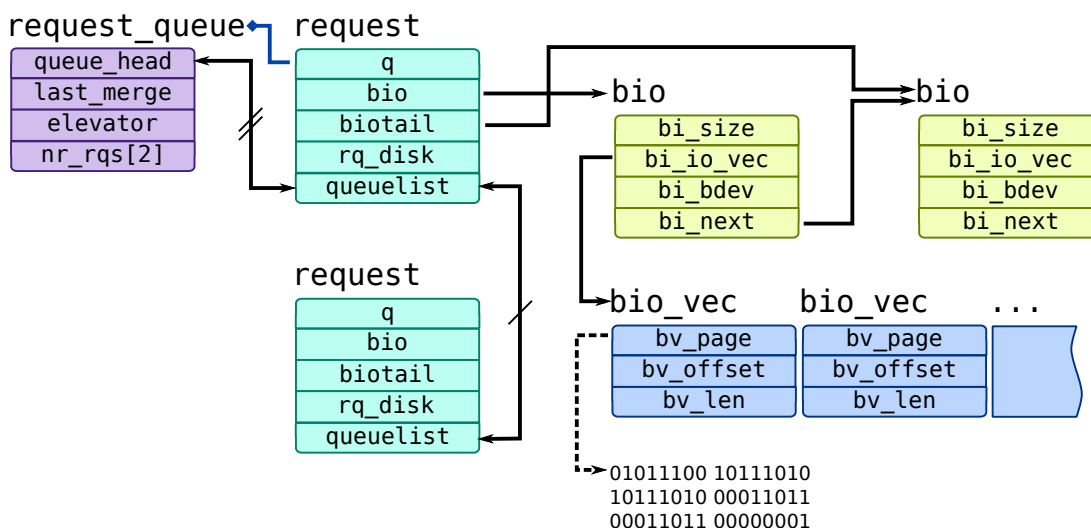 request_queue
queue_head
last_merge
elevator
nr_rqs[2]
request
q
bio
biotail
rq_disk
queuelist
bio
bi_size
bi_io_vec
bi_bdev
bi_next
bio
bi_size
bi_io_vec
bi_bdev
bi_next
request
q
bio
biotail
rq_disk
queuelist
bio_vec
bv_page
bv_offset
bv_len
bio_vec
bv_page
bv_offset
bv_len
...
01011100 10111010
10111010 00011011
00011011 00000001